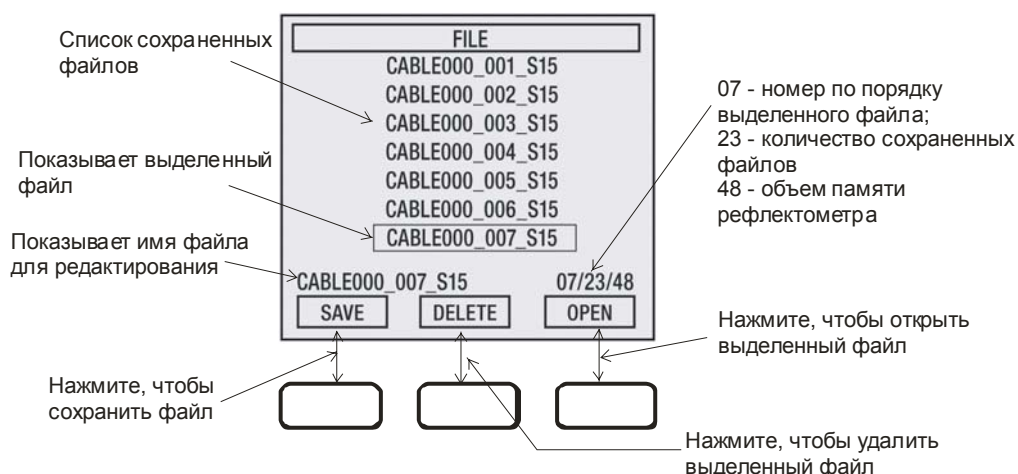 Список сохраненных
файлов
Показывает выделенный
файл
Показывает имя файла
для редактирования
FILE
CABLE000_001_S15
CABLE000_002_S15
CABLE000_003_S15
CABLE000_004_S15
CABLE000_005_S15
CABLE000_006_S15
CABLE000_007_S15
CABLE000_007_S15 07/23/48
SAVE DELETE OPEN
07 - номер по порядку
выделенного файла;
23 - количество сохраненных
файлов
48 - объем памяти
рефлектометра
Нажмите, чтобы открыть
выделенный файл
Нажмите, чтобы
сохранить файл
Нажмите, чтобы удалить
выделенный файл